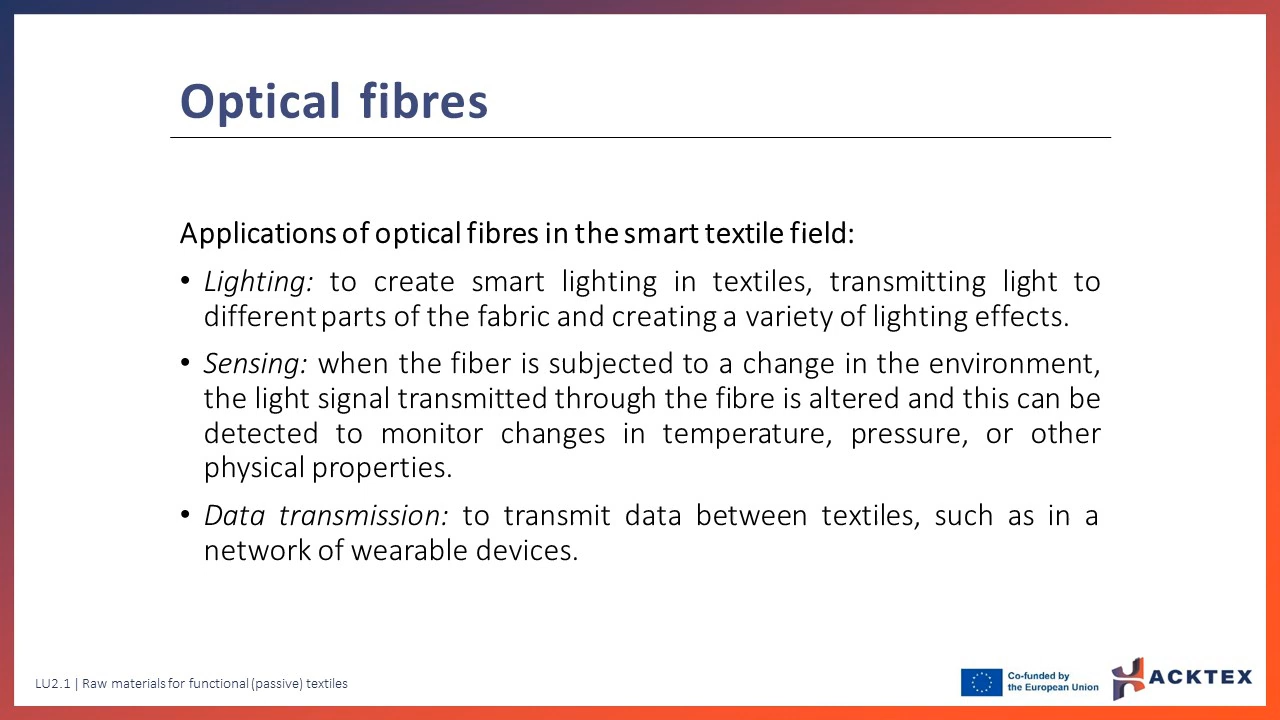 Optical fibres
Applications of optical fibres in the smart textile field:
• Lighting: to create smart lighting in textiles, transmitting light to
different parts of the fabric and creating a variety of lighting effects.
• Sensing: when the fiber is subjected to a change in the environment,
the light signal transmitted through the fibre is altered and this can be
detected to monitor changes in temperature, pressure, or other
physical properties.
• Data transmission: to transmit data between textiles, such as in a
network of wearable devices.
LU2.1 | Raw materials for functional (passive) textiles
Co-funded by
the European Union
HACKTEX